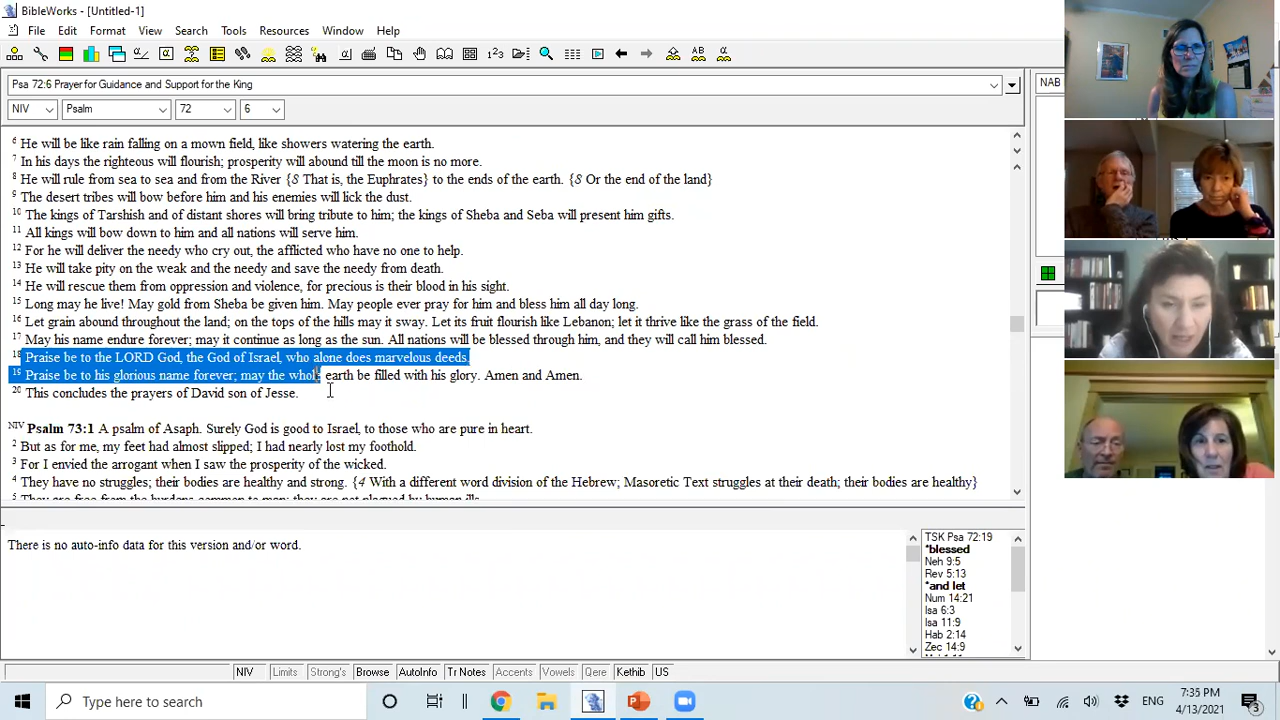 BibleWorks - [Untitled-1]
File Edit Format View Search Tools Resources Window Help
Psa 72:6 Prayer for Guidance and Support for the King
NIV Psalm 72 6
NAB
6 He will be like rain falling on a mown field, like showers watering the earth.
7 In his days the righteous will flourish; prosperity will abound till the moon is no more.
8 He will rule from sea to sea and from the River {8 That is, the Euphrates} to the ends of the earth. {8 Or the end of the land}
9 The desert tribes will bow before him and his enemies will lick the dust.
10 The kings of Tarshish and of distant shores will bring tribute to him; the kings of Sheba and Seba will present him gifts.
11 All kings will bow down to him and all nations will serve him.
12 For he will deliver the needy who cry out, the afflicted who have no one to help.
13 He will take pity on the weak and the needy and save the needy from death.
14 He will rescue them from oppression and violence, for precious is their blood in his sight.
15 Long may he live! May gold from Sheba be given him. May people ever pray for him and bless him all day long.
16 Let grain abound throughout the land; on the tops of the hills may it sway. Let its fruit flourish like Lebanon; let it thrive like the grass of the field.
17 May his name endure forever; may it continue as long as the sun. All nations will be blessed through him, and they will call him blessed.
18 Praise be to the LORD God, the God of Israel, who alone does marvelous deeds.
19 Praise be to his glorious name forever; may the whole earth be filled with his glory. Amen and Amen.
20 This concludes the prayers of David son of Jesse.
NIV Psalm 73:1 A psalm of Asaph. Surely God is good to Israel, to those who are pure in heart.
2 But as for me, my feet had almost slipped; I had nearly lost my foothold.
3 For I envied the arrogant when I saw the prosperity of the wicked.
4 They have no struggles; their bodies are healthy and strong. {4 With a different word division of the Hebrew; Masoretic Text struggles at their death; their bodies are healthy}
5 They are free from the burdens common to man; they are not plagued by human ills.
There is no auto-info data for this version and/or word.
TSK Psa 72:19
*blessed
Neh 9:5
Rev 5:13
*and let
Num 14:21
Isa 6:3
Isa 11:9
Hab 2:14
Zec 14:9
NIV Limits Strong's Browse AutoInfo Tr Notes Accents Vowels Qere Kethib US
Type here to search
ENG
7:35 PM
4/13/2021
3